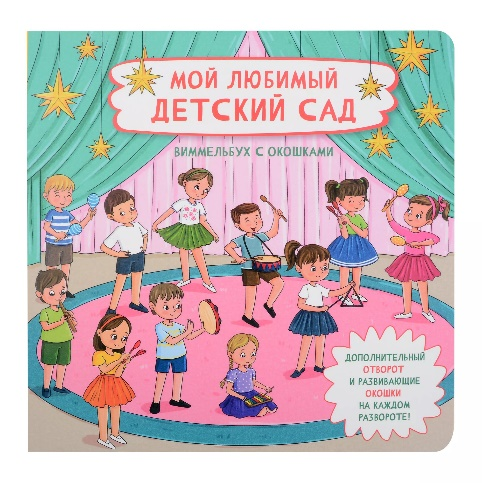 МОЙ ЛЮБИМЫЙ
ДЕТСКИЙ САД
ВИММЕЛЬБУХ С ОКОШКАМИ
ДОПОЛНИТЕЛЬНЫЙ
ОТВОРОТ
И РАЗВИВАЮЩИЕ
ОКОШКИ
НА КАЖДОМ
РАЗВОРОТЕ!